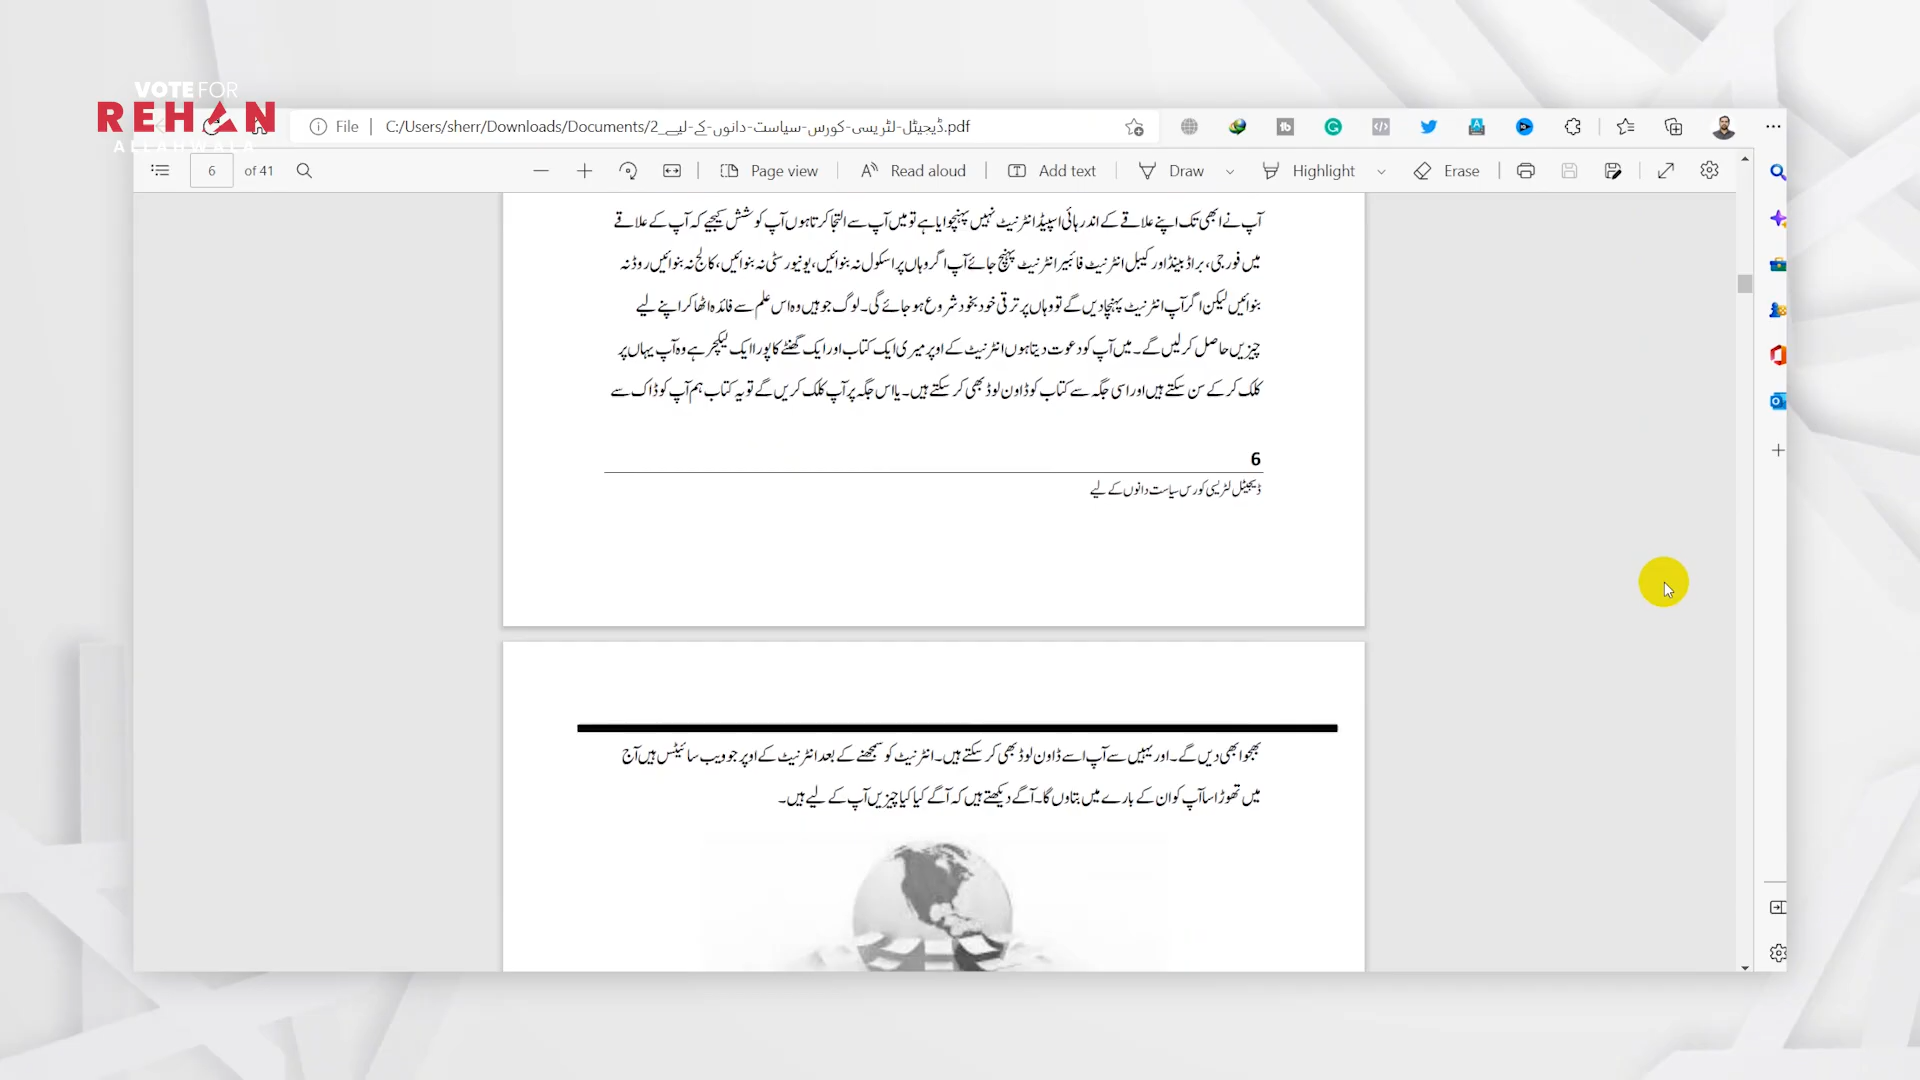 VOTE FOR
REHAN
ALLAHWALA
File
C:/Users/sherr/Downloads/Documents/2_ڈیجیٹل-لٹریسی-کورس-سیاست-دانوں-کے-لیے.pdf
6 of 41
Page view
Read aloud
Add text
Draw
Highlight
Erase
آپ نے ابھی تک اپنے علاقے کے اندر ہائی اسپیڈ انٹرنیٹ نہیں پہنچوایا ہے تو میں آپ سے التجا کرتا ہوں آپ کوشش کیجیے کہ آپ کے علاقے
میں فور جی، براڈ بینڈ اور کیبل انٹرنیٹ فائبر انٹرنیٹ پہنچ جائے آپ اگر وہاں پر اسکول نہ بنوائیں، یونیورسٹی نہ بنوائیں، کالج نہ بنوائیں روڈ نہ
بنوائیں لیکن اگر آپ انٹرنیٹ پہنچا دیں گے تو وہاں پر ترقی خود بخود شروع ہو جائے گی۔ لوگ جو ہیں وہ اس علم سے فائدہ اٹھا کر اپنے لیے
چیزیں حاصل کر لیں گے۔ میں آپ کو دعوت دیتا ہوں انٹرنیٹ کے اوپر میری ایک کتاب اور ایک گھنٹے کا پورا ایک لیکچر ہے وہ آپ یہاں پر
کلک کر کے سن سکتے ہیں اور اسی جگہ سے کتاب کو ڈاون لوڈ بھی کر سکتے ہیں۔ یا اس جگہ پر آپ کلک کریں گے تو یہ کتاب ہم آپ کو ڈاک سے
6
ڈیجیٹل لٹریسی کورس سیاست دانوں کے لیے
بھجوا بھی دیں گے۔ اور یہیں سے آپ اسے ڈاون لوڈ بھی کر سکتے ہیں۔ انٹرنیٹ کو سمجھنے کے بعد انٹرنیٹ کے اوپر جو ویب سائیٹس ہیں آج
میں تھوڑا سا آپ کو ان کے بارے میں بتاوں گا۔ آگے دیکھتے ہیں کہ آگے کیا کیا چیزیں آپ کے لیے ہیں۔